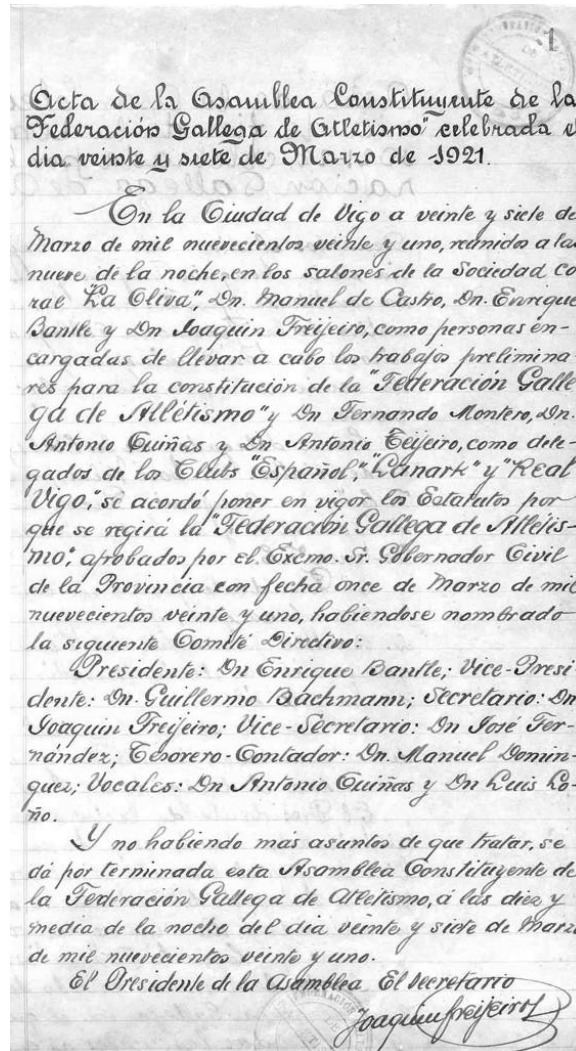 1
Acta de la Asamblea Constituyente de la
"Federación Gallega de Atletismo" celebrada el
dia veinte y siete de Marzo de 1921.
En la Ciudad de Vigo a veinte y siete de
Marzo de mil nuevecientos veinte y uno, reunidos a las
nueve de la noche, en los salones de la Sociedad Co
ral "La Oliva", Dn. Manuel de Castro, Dn. Enrique
Bantle y Dn Joaquin Freijeiro, como personas en-
cargadas de llevar a cabo los trabajos prelimina
res para la constitución de la "Federación Galle
ga de Atlétismo" y Dn Fernando Montero, Dn.
Antonio Guiñas y Dn Antonio Teijeiro, como dele-
gados de los Clubs "Español", "Lanark" y "Real
Vigo," se acordó poner en vigor los Estatutos por
que se regirá la "Federación Gallega de Atlétis-
mo", aprobados por el Excmo. Sr. Gobernador Civil
de la Provincia con fecha once de Marzo de mil
nuevecientos veinte y uno, habiendose nombrado
la siguiente Comité Directivo:
Presidente: Dn Enrique Bantle; Vice-Presi
dente: Dn. Guillermo Bachmann; Secretario: Dn
Joaquin Freijeiro; Vice-Secretario: Dn José Fer-
nández; Tesorero-Contador: Dn. Manuel Domin-
guez; Vocales: Dn Antonio Guiñas y Dn Luis Lo-
ño.
Y no habiendo más asuntos de que tratar, se
dá por terminada esta Asamblea Constituyente de
la Federación Gallega de Atletismo, á las diez y
media de la noche del dia veinte y siete de Marzo
de mil nuevecientos veinte y uno.
El Presidente de la Asamblea El Secretario
Joaquin Freijeiro